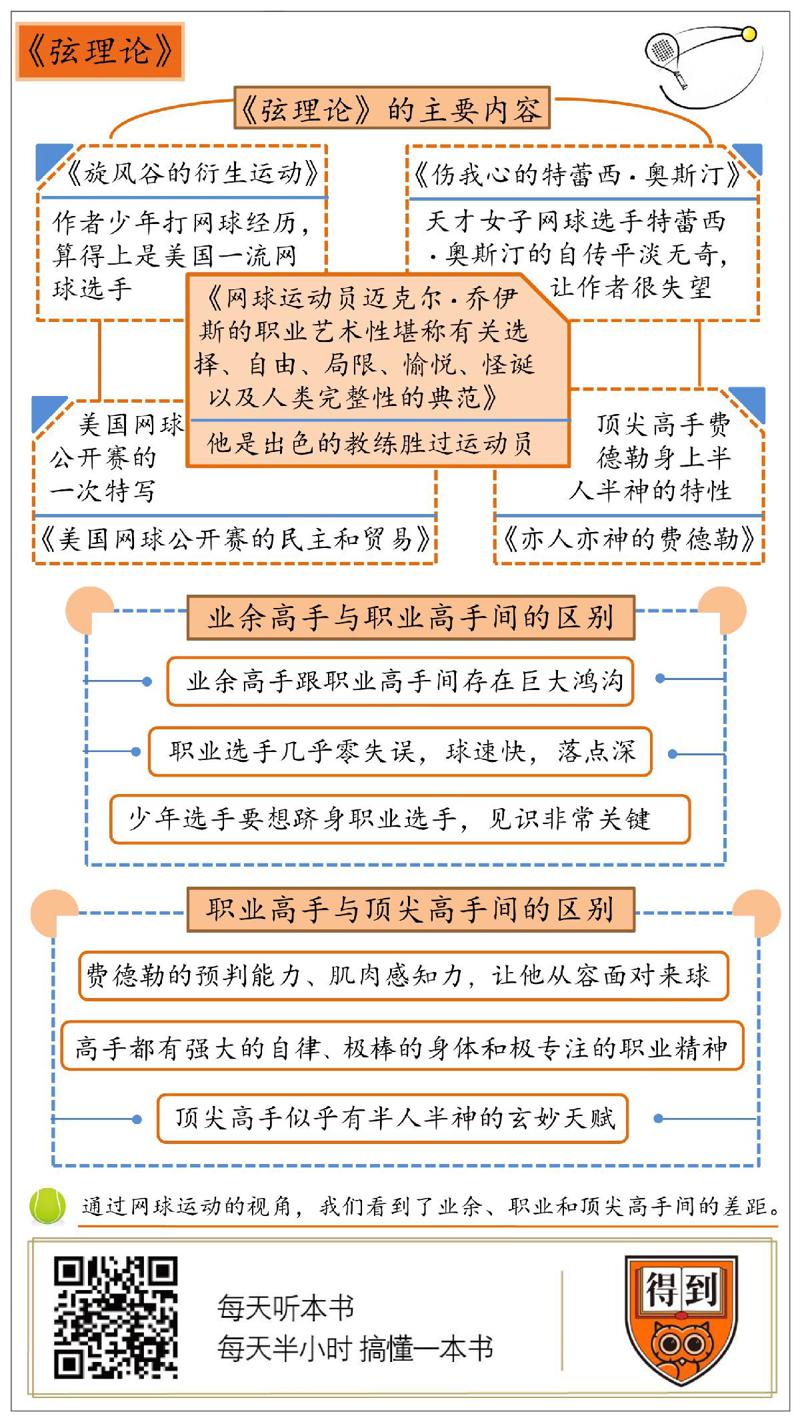 《弦理论》
《弦理论》的主要内容
《旋风谷的衍生运动》
作者少年打网球经历，
算得上是美国一流网
球选手
《伤我心的特蕾西·奥斯汀》
天才女子网球选手特蕾西
·奥斯汀的自传平淡无奇，
让作者很失望
《网球运动员迈克尔·乔伊
斯的职业艺术性堪称有关选
择、自由、局限、愉悦、怪诞
以及人类完整性的典范》
他是出色的教练胜过运动员
美国网球
公开赛的
一次特写
《美国网球公开赛的民主和贸易》
顶尖高手费
德勒身上半
人半神的特性
《亦人亦神的费德勒》
业余高手与职业高手间的区别
业余高手跟职业高手间存在巨大鸿沟
职业选手几乎零失误，球速快，落点深
少年选手要想跻身职业选手，见识非常关键
职业高手与顶尖高手间的区别
费德勒的预判能力、肌肉感知力，让他从容面对来球
高手都有强大的自律、极棒的身体和极专注的职业精神
顶尖高手似乎有半人半神的玄妙天赋
通过网球运动的视角，我们看到了业余、职业和顶尖高手间的差距。
每天听本书
每天半小时 搞懂一本书
得到